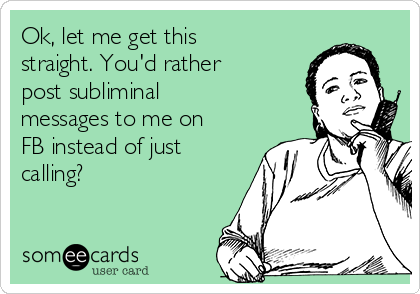 Ok, let me get this
straight. You'd rather
post subliminal
messages to me on
FB instead of just
calling?
someecards
user card